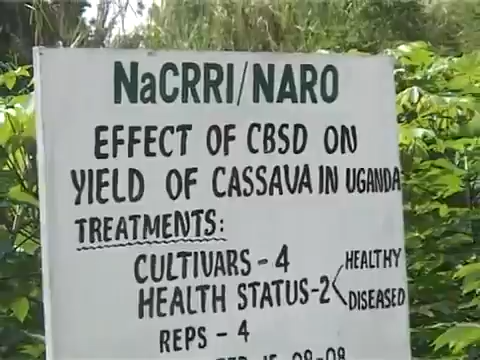 NaCRRI/NARO
EFFECT OF CBSD ON
YIELD OF CASSAVA IN UGANDA
TREATMENTS:
CULTIVARS - 4
HEALTH STATUS-2< HEALTHY
DISEASED
REPS - 4